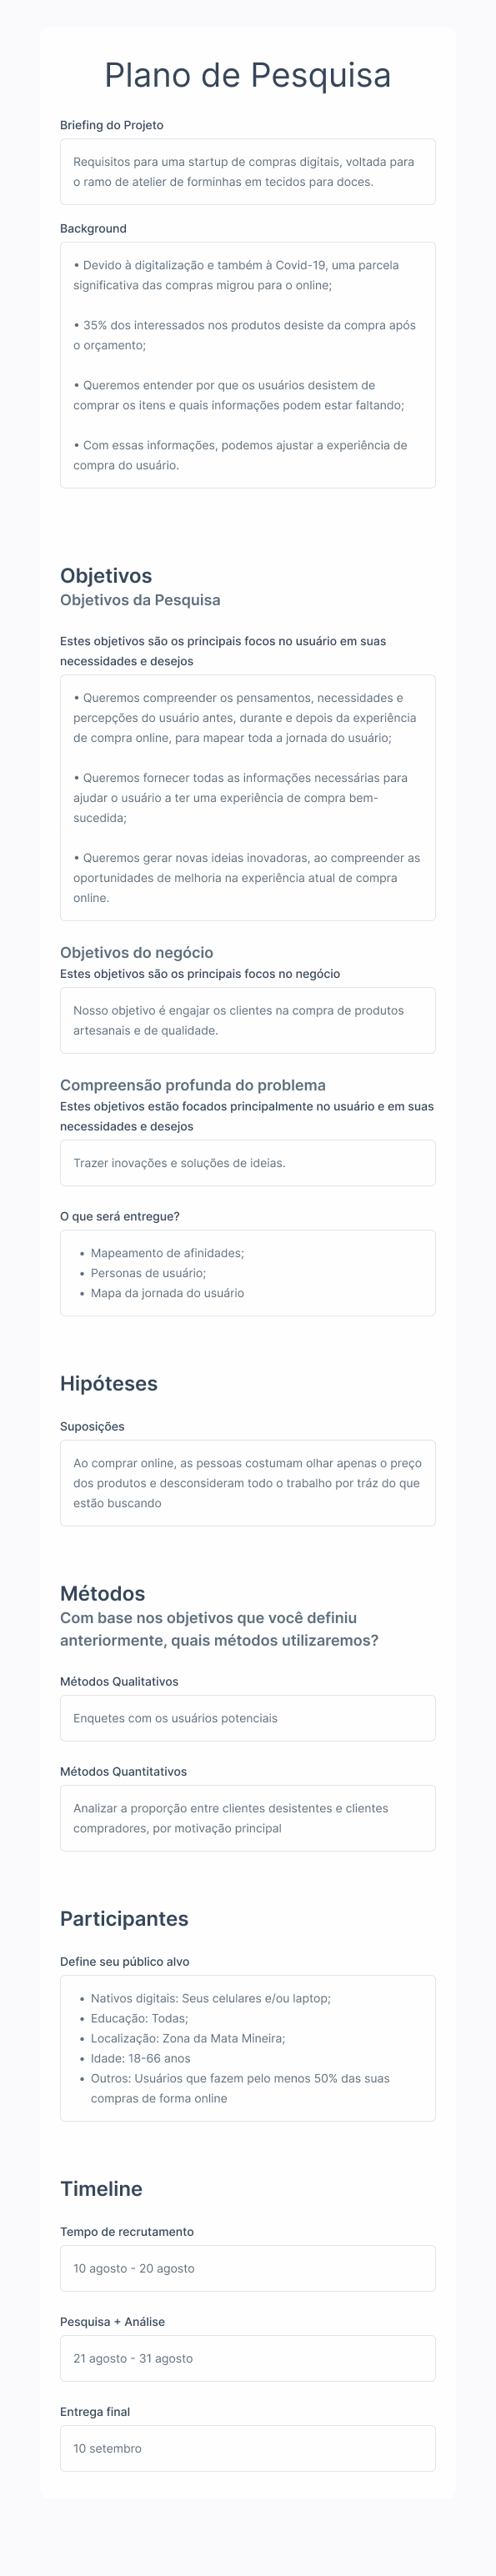 Plano de Pesquisa
Briefing do Projeto
Requisitos para uma startup de compras digitais, voltada para
o ramo de atelier de forminhas em tecidos para doces.
Background
• Devido à digitalização e também à Covid-19, uma parcela
significativa das compras migrou para o online;
• 35% dos interessados nos produtos desiste da compra após
o orçamento;
• Queremos entender por que os usuários desistem de
comprar os itens e quais informações podem estar faltando;
• Com essas informações, podemos ajustar a experiência de
compra do usuário.
Objetivos
Objetivos da Pesquisa
Estes objetivos são os principais focos no usuário em suas
necessidades e desejos
• Queremos compreender os pensamentos, necessidades e
percepções do usuário antes, durante e depois da experiência
de compra online, para mapear toda a jornada do usuário;
• Queremos fornecer todas as informações necessárias para
ajudar o usuário a ter uma experiência de compra bem-
sucedida;
• Queremos gerar novas ideias inovadoras, ao compreender as
oportunidades de melhoria na experiência atual de compra
online.
Objetivos do negócio
Estes objetivos são os principais focos no negócio
Nosso objetivo é engajar os clientes na compra de produtos
artesanais e de qualidade.
Compreensão profunda do problema
Estes objetivos estão focados principalmente no usuário e em suas
necessidades e desejos
Trazer inovações e soluções de ideias.
O que será entregue?
• Mapeamento de afinidades;
• Personas de usuário;
• Mapa da jornada do usuário
Hipóteses
Suposições
Ao comprar online, as pessoas costumam olhar apenas o preço
dos produtos e desconsideram todo o trabalho por tráz do que
estão buscando
Métodos
Com base nos objetivos que você definiu
anteriormente, quais métodos utilizaremos?
Métodos Qualitativos
Enquetes com os usuários potenciais
Métodos Quantitativos
Analizar a proporção entre clientes desistentes e clientes
compradores, por motivação principal
Participantes
Define seu público alvo
• Nativos digitais: Seus celulares e/ou laptop;
• Educação: Todas;
• Localização: Zona da Mata Mineira;
• Idade: 18-66 anos
• Outros: Usuários que fazem pelo menos 50% das suas
compras de forma online
Timeline
Tempo de recrutamento
10 agosto - 20 agosto
Pesquisa + Análise
21 agosto - 31 agosto
Entrega final
10 setembro